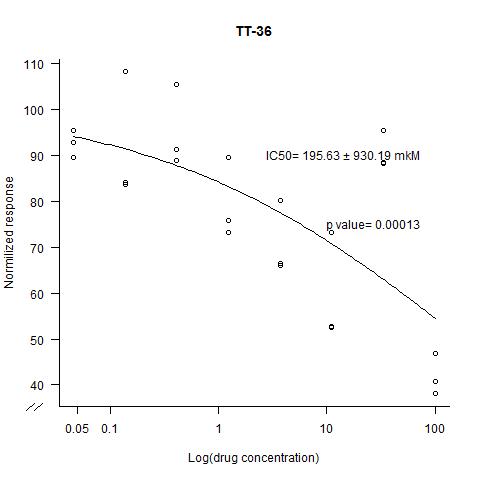 TT-36
110
100
90
80
70
60
50
40
Normilized response
IC50= 195.63 ± 930.19 mkM
p value= 0.00013
0.05 0.1 1 10 100
Log(drug concentration)